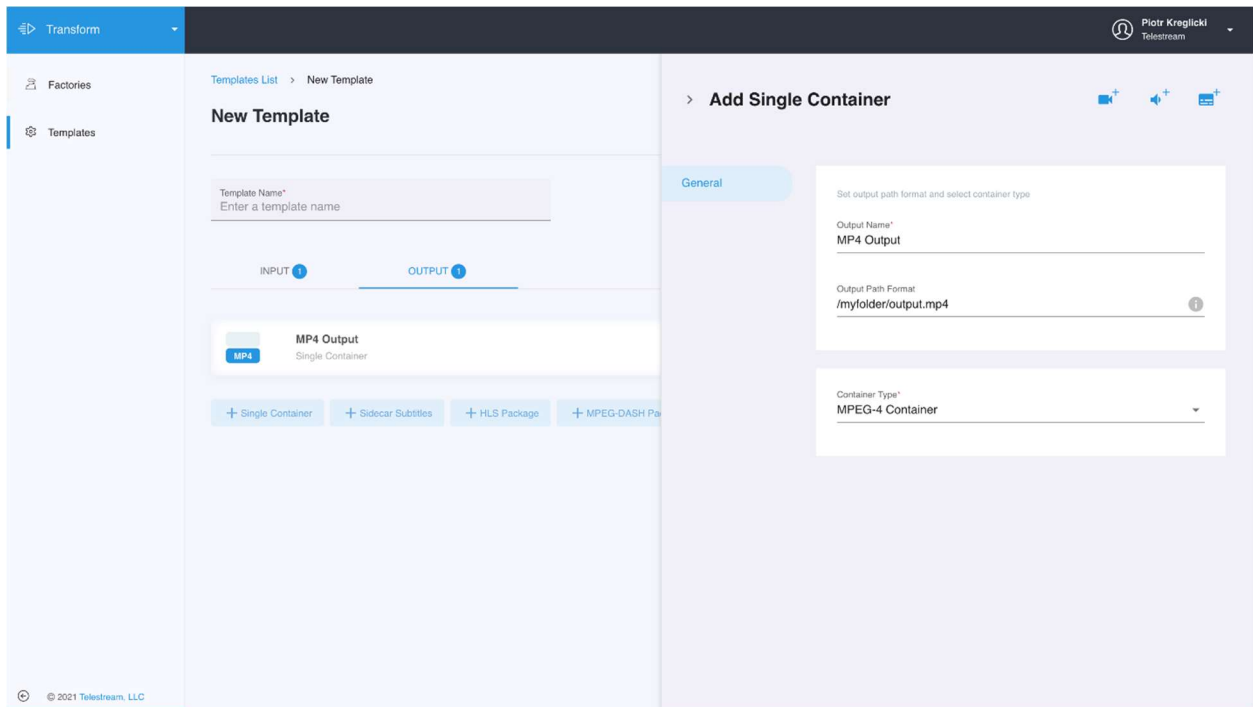 Transform
Piotr Kreglicki
Telestream
Factories
Templates
Templates List > New Template
New Template
Template Name*
Enter a template name
INPUT 1
OUTPUT 1
MP4
MP4 Output
Single Container
+ Single Container
+ Sidecar Subtitles
+ HLS Package
+ MPEG-DASH Pa
> Add Single Container
General
Set output path format and select container type
Output Name*
MP4 Output
Output Path Format
/myfolder/output.mp4
Container Type*
MPEG-4 Container
© 2021 Telestream, LLC